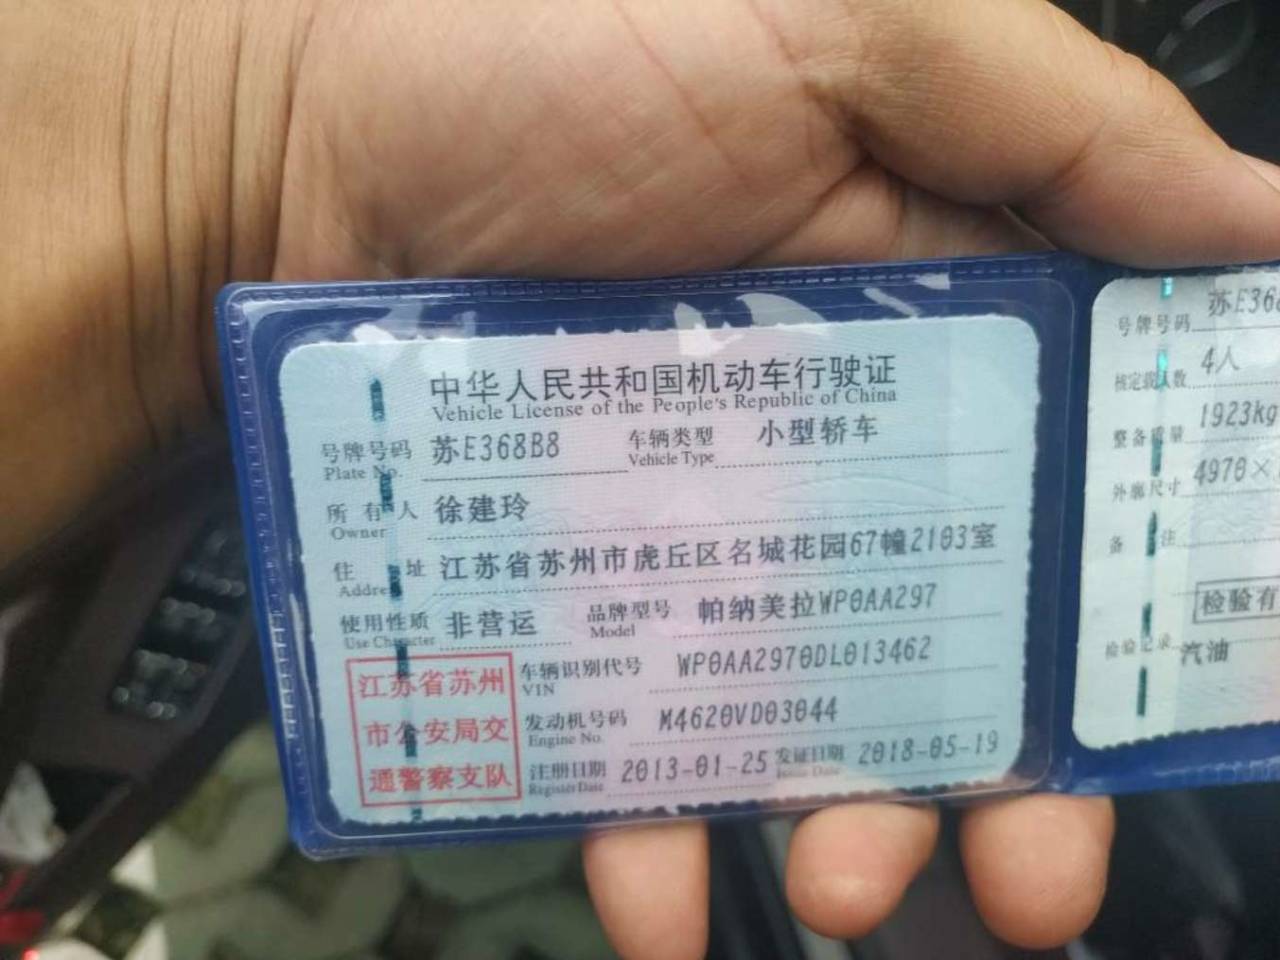 中华人民共和国机动车行驶证
Vehicle License of the People's Republic of China
号牌号码 苏E368B8 车辆类型 小型轿车
Plate No. Vehicle Type
所有人 徐建玲
Owner
住址 江苏省苏州市虎丘区名城花园67幢2103室
Address
使用性质 非营运 品牌型号 帕纳美拉WP0AA297
Use Character Model
江苏省苏州
市公安局交
通警察支队
车辆识别代号 WP0AA2970DL013462
VIN
发动机号码 M4620VD03044
Engine No.
注册日期 2013-01-25 发证日期 2018-05-19
Register Date Issue Date
号牌号码 苏E36
核定载人数 4人
整备质量 1923kg
外廓尺寸 4970×
备注
检验有
检验记录 汽油